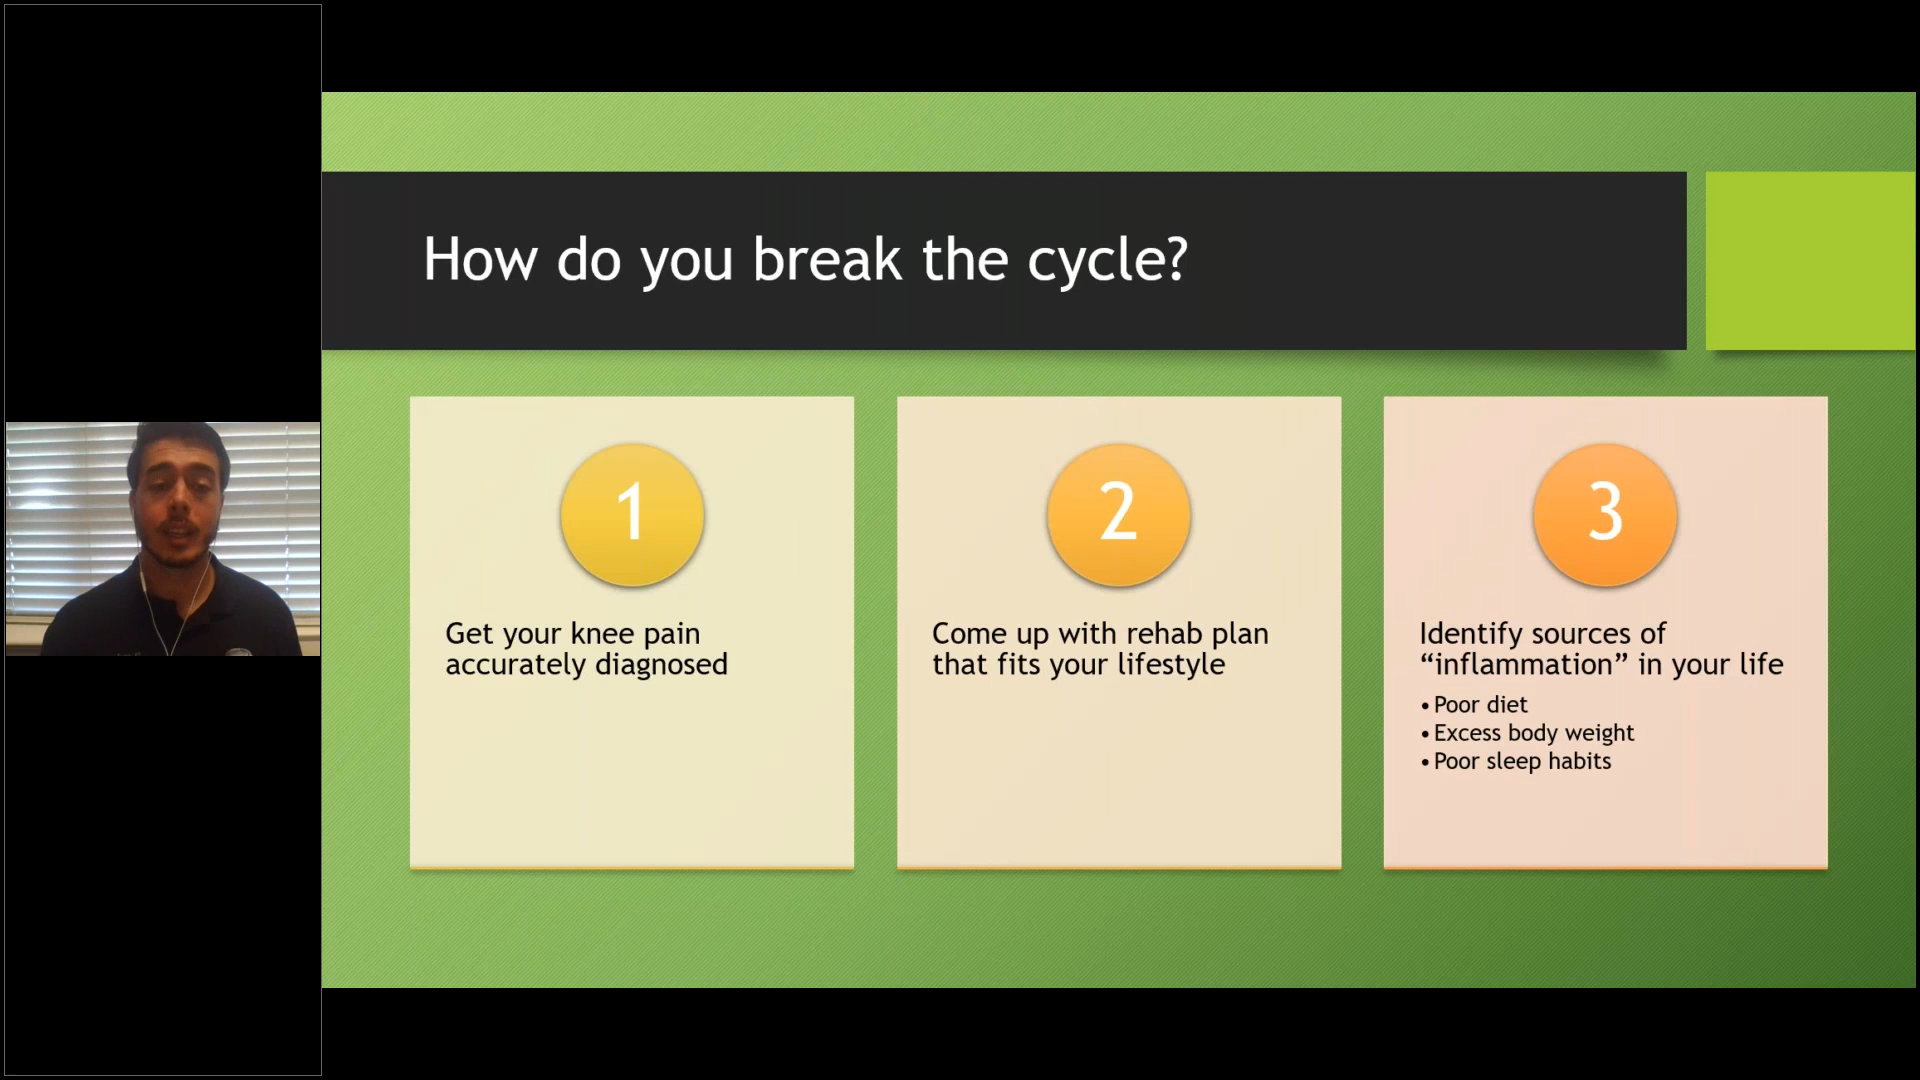 How do you break the cycle?
1
Get your knee pain
accurately diagnosed
2
Come up with rehab plan
that fits your lifestyle
3
Identify sources of
“inflammation” in your life
• Poor diet
• Excess body weight
• Poor sleep habits